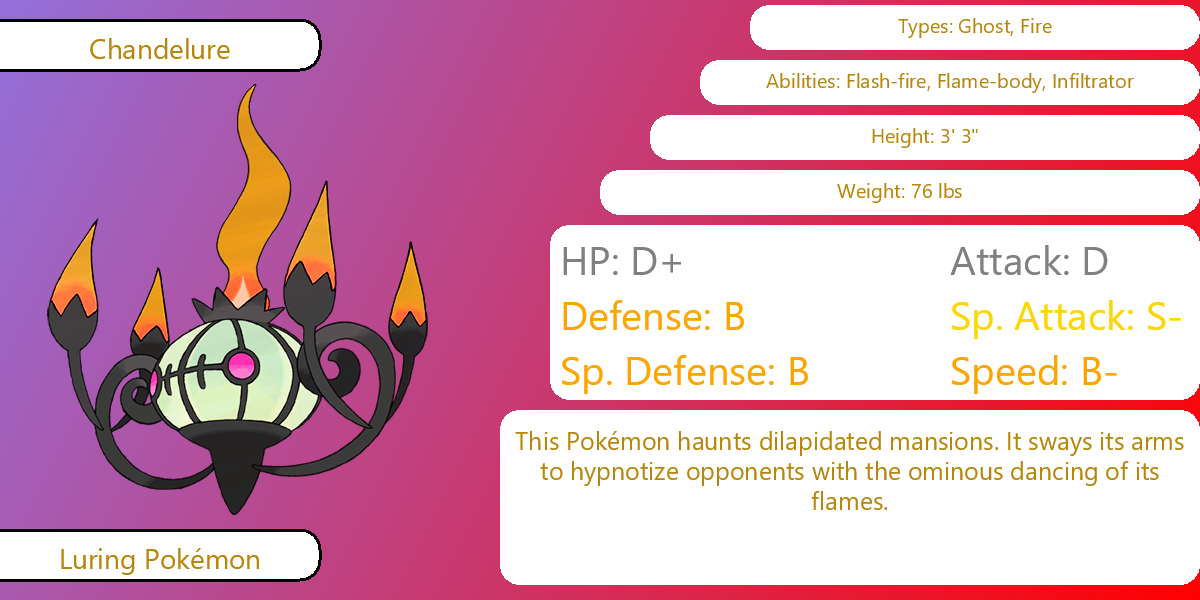 Chandelure
Luring Pokémon
Types: Ghost, Fire
Abilities: Flash-fire, Flame-body, Infiltrator
Height: 3' 3"
Weight: 76 lbs
HP: D+
Attack: D
Defense: B
Sp. Attack: S-
Sp. Defense: B
Speed: B-
This Pokémon haunts dilapidated mansions. It sways its arms
to hypnotize opponents with the ominous dancing of its
flames.